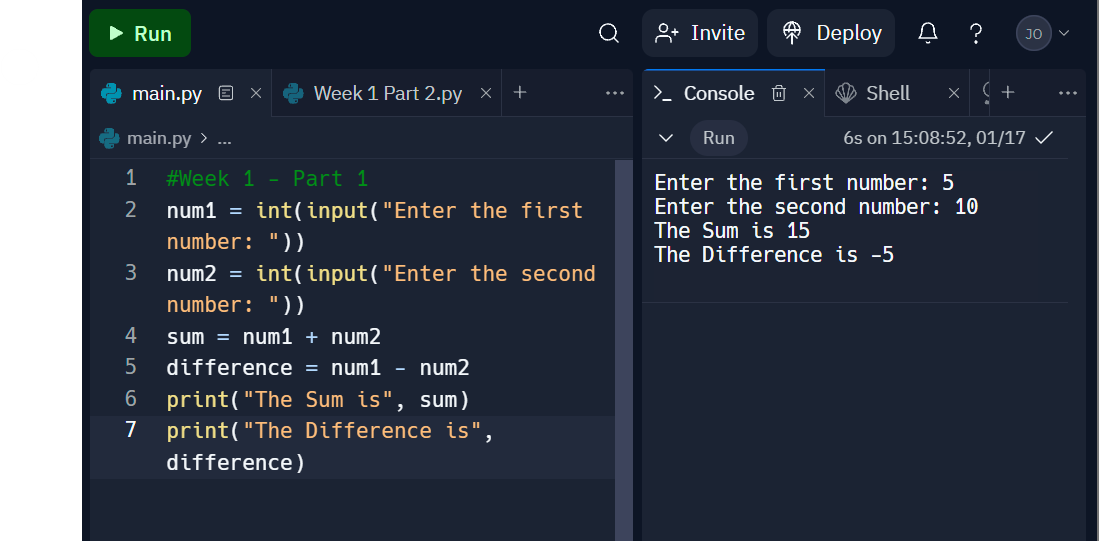 Run
Invite
Deploy
JO
main.py
Week 1 Part 2.py
Console
Shell
main.py > ...
Run
6s on 15:08:52, 01/17
1 #Week 1 - Part 1
2 num1 = int(input("Enter the first
number: "))
3 num2 = int(input("Enter the second
number: "))
4 sum = num1 + num2
5 difference = num1 - num2
6 print("The Sum is", sum)
7 print("The Difference is",
difference)
Enter the first number: 5
Enter the second number: 10
The Sum is 15
The Difference is -5